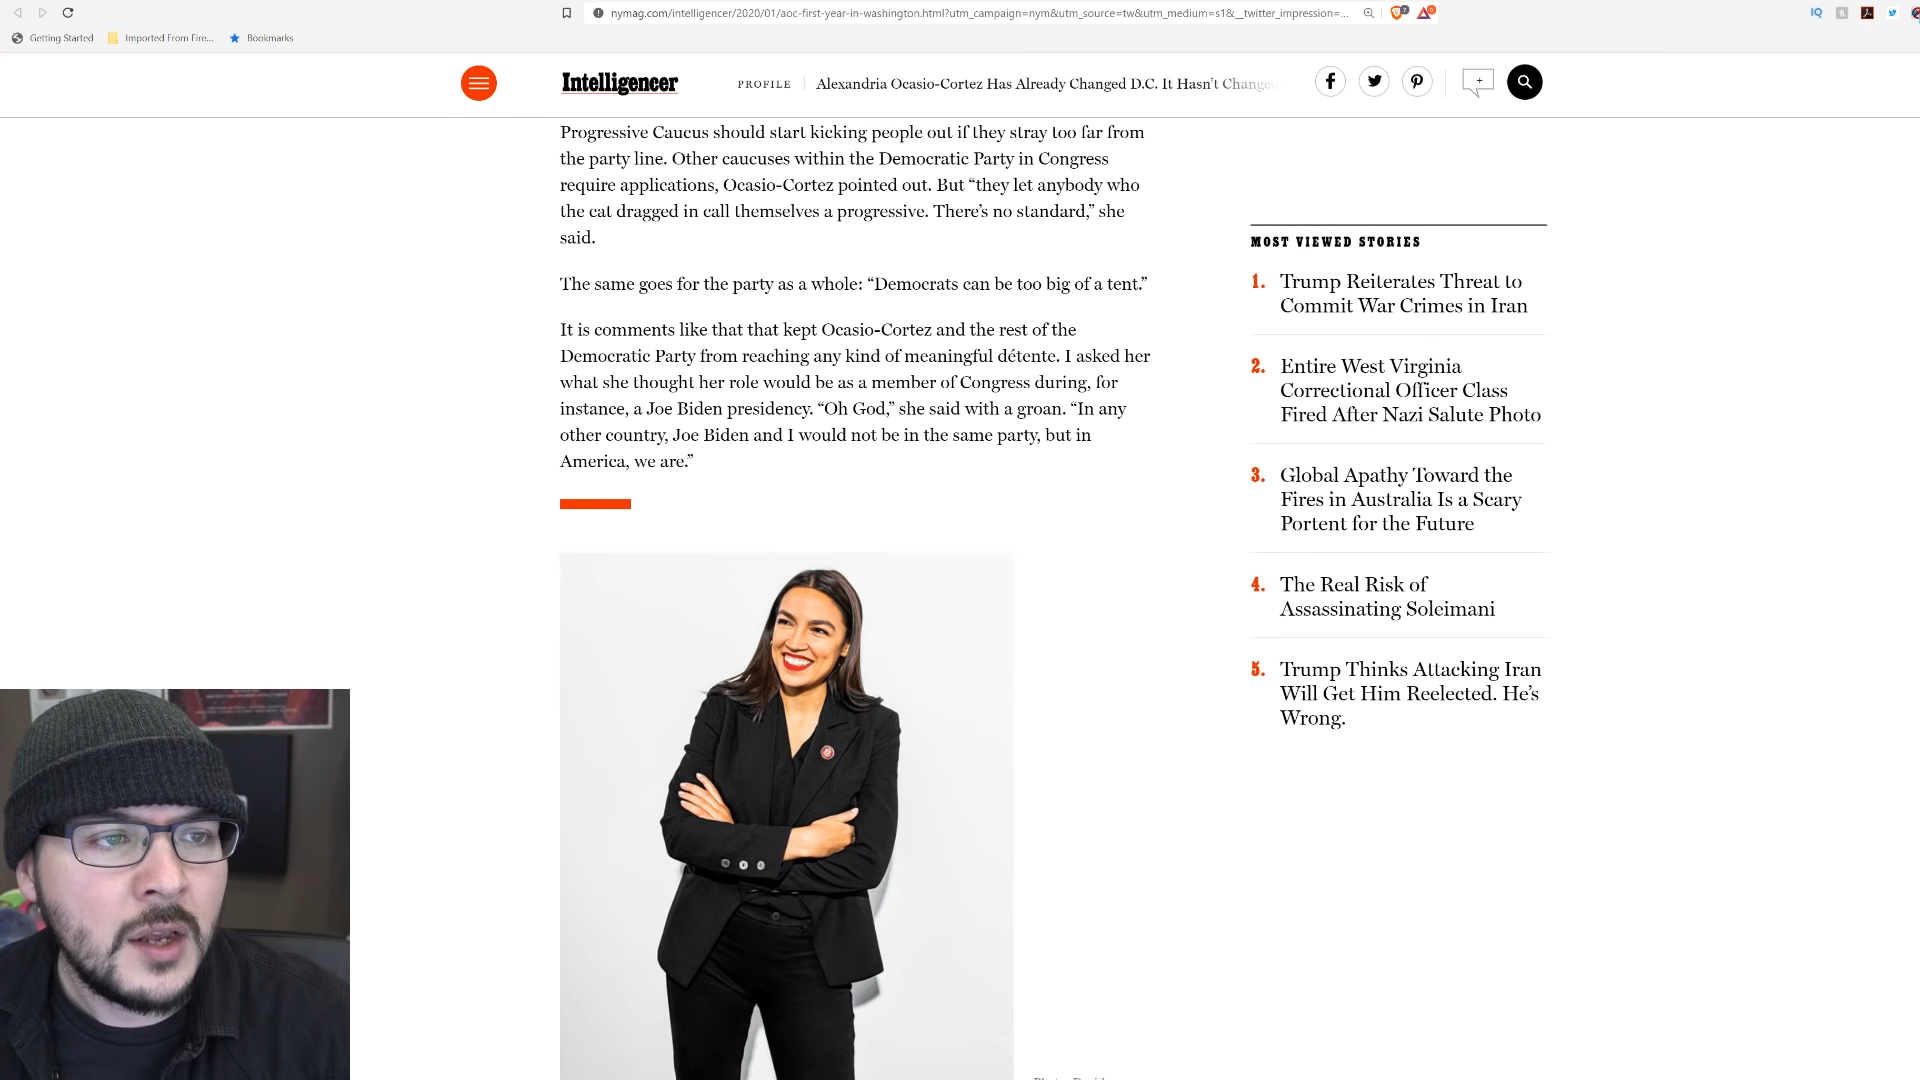 nymag.com/intelligencer/2020/01/aoc-first-year-in-washington.html?utm_campaign=nym&utm_source=tw&utm_medium=s1&__twitter_impression=...
Getting Started
Imported From Fire...
Bookmarks
Intelligencer
PROFILE
Alexandria Ocasio-Cortez Has Already Changed D.C. It Hasn’t Change
Progressive Caucus should start kicking people out if they stray too far from
the party line. Other caucuses within the Democratic Party in Congress
require applications, Ocasio-Cortez pointed out. But “they let anybody who
the cat dragged in call themselves a progressive. There’s no standard,” she
said.
The same goes for the party as a whole: “Democrats can be too big of a tent.”
It is comments like that that kept Ocasio-Cortez and the rest of the
Democratic Party from reaching any kind of meaningful détente. I asked her
what she thought her role would be as a member of Congress during, for
instance, a Joe Biden presidency. “Oh God,” she said with a groan. “In any
other country, Joe Biden and I would not be in the same party, but in
America, we are.”
MOST VIEWED STORIES
1. Trump Reiterates Threat to
Commit War Crimes in Iran
2. Entire West Virginia
Correctional Officer Class
Fired After Nazi Salute Photo
3. Global Apathy Toward the
Fires in Australia Is a Scary
Portent for the Future
4. The Real Risk of
Assassinating Soleimani
5. Trump Thinks Attacking Iran
Will Get Him Reelected. He’s
Wrong.